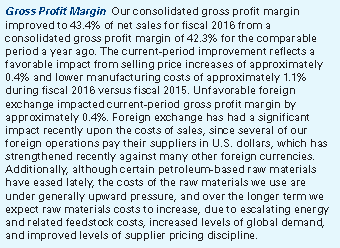 Gross Profit Margin Our consolidated gross profit margin
improved to 43.4% of net sales for fiscal 2016 from a
consolidated gross profit margin of 42.3% for the comparable
period a year ago. The current-period improvement reflects a
favorable impact from selling price increases of approximately
0.4% and lower manufacturing costs of approximately 1.1%
during fiscal 2016 versus fiscal 2015. Unfavorable foreign
exchange impacted current-period gross profit margin by
approximately 0.4%. Foreign exchange has had a significant
impact recently upon the costs of sales, since several of our
foreign operations pay their suppliers in U.S. dollars, which has
strengthened recently against many other foreign currencies.
Additionally, although certain petroleum-based raw materials
have eased lately, the costs of the raw materials we use are
under generally upward pressure, and over the longer term we
expect raw materials costs to increase, due to escalating energy
and related feedstock costs, increased levels of global demand,
and improved levels of supplier pricing discipline.